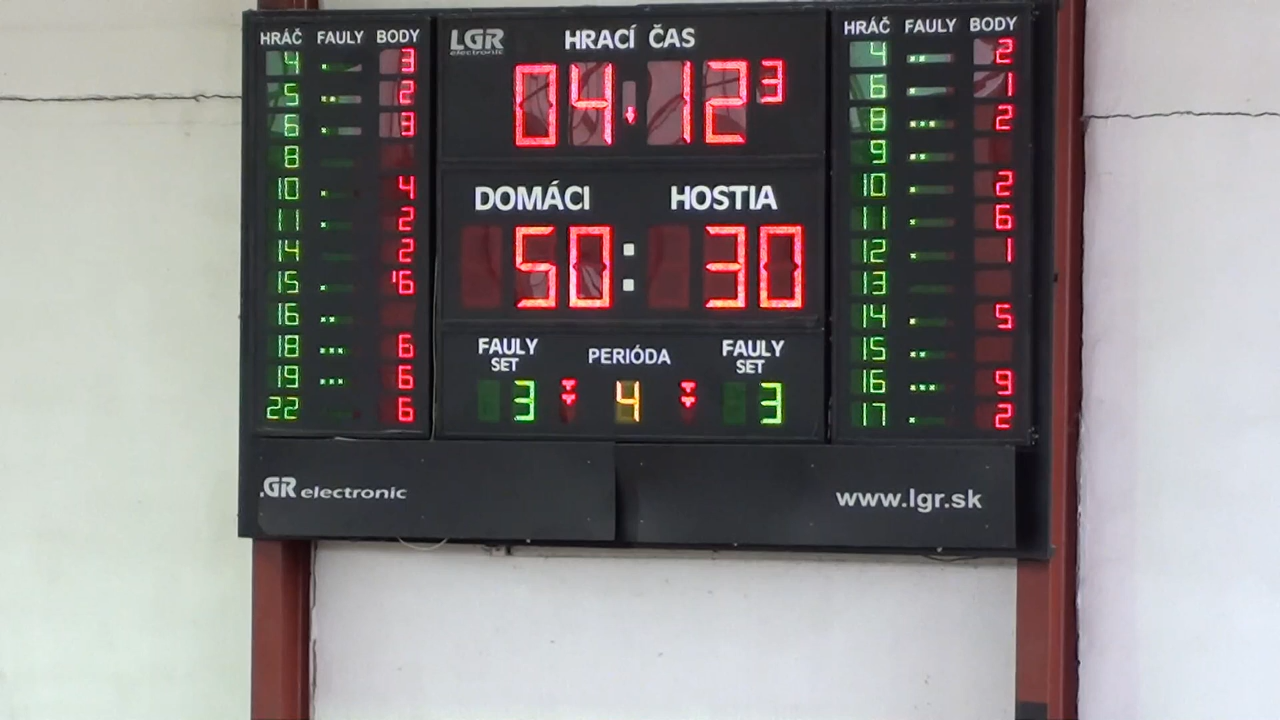 HRÁČ FAULY BODY
4 3
5 2
6 3
8
10 4
11 2
14 2
15 16
16
18 6
19 6
22 6
LGR
electronic
HRACÍ ČAS
04:12 3
DOMÁCI HOSTIA
50:30
FAULY SET PERIÓDA FAULY SET
3 4 3
HRÁČ FAULY BODY
4 2
6 1
8 2
9
10 2
11 6
12 1
13
14 5
15
16 9
17 2
.GR electronic
www.lgr.sk